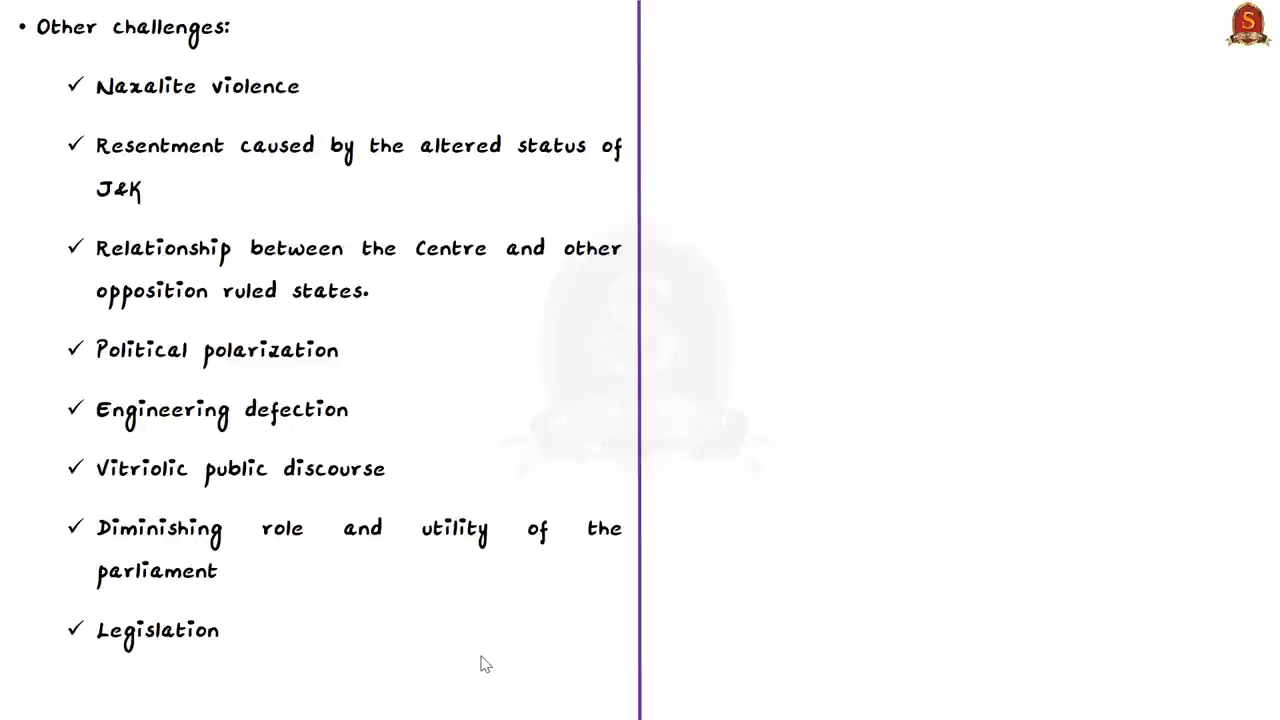 • Other challenges:
✓ Naxalite violence
✓ Resentment caused by the altered status of
J&K
✓ Relationship between the Centre and other
opposition ruled states.
✓ Political polarization
✓ Engineering defection
✓ Vitriolic public discourse
✓ Diminishing role and utility of the
parliament
✓ Legislation
S